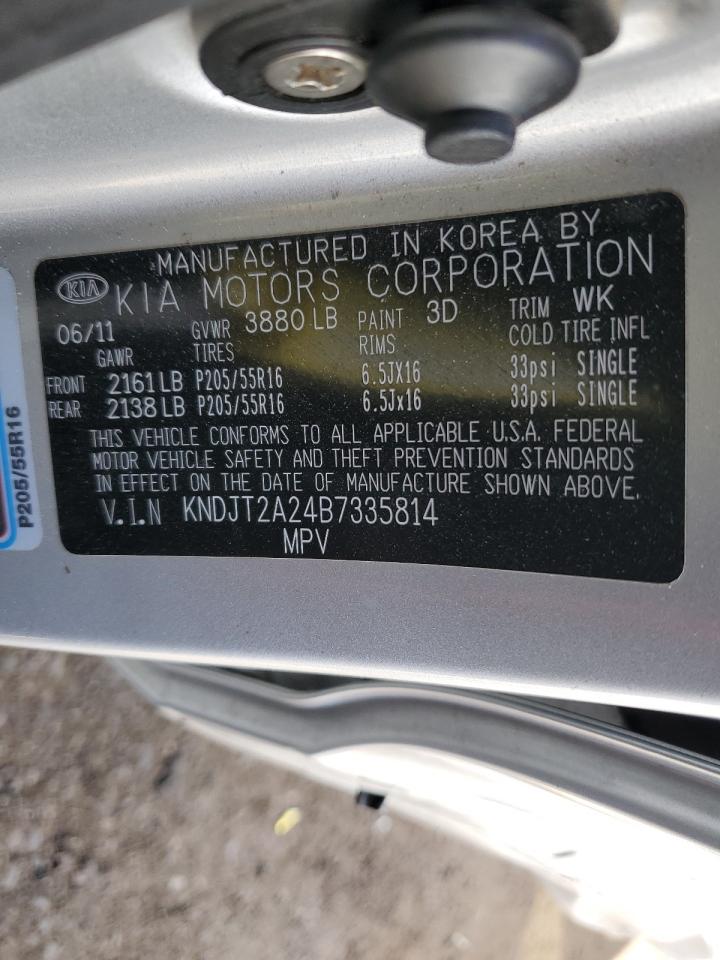 MANUFACTURED IN KOREA BY
KIA KIA MOTORS CORPORATION
06/11 GVWR 3880 LB PAINT 3D TRIM WK
GAWR TIRES RIMS COLD TIRE INFL
FRONT 2161 LB P205/55R16 6.5JX16 33psi SINGLE
REAR 2138 LB P205/55R16 6.5Jx16 33psi SINGLE
THIS VEHICLE CONFORMS TO ALL APPLICABLE U.S.A. FEDERAL
MOTOR VEHICLE SAFETY AND THEFT PREVENTION STANDARDS
IN EFFECT ON THE DATE OF MANUFACTURE SHOWN ABOVE.
V.I.N KNDJT2A24B7335814
MPV
P205/55R16